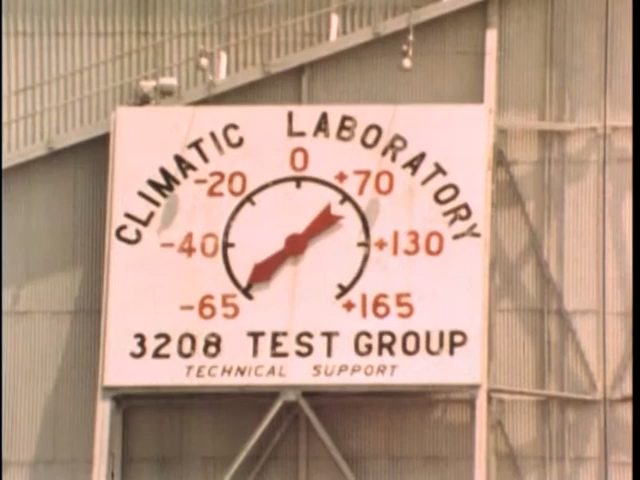 CLIMATIC LABORATORY
0
-20 +70
-40 +130
-65 +165
3208 TEST GROUP
TECHNICAL SUPPORT